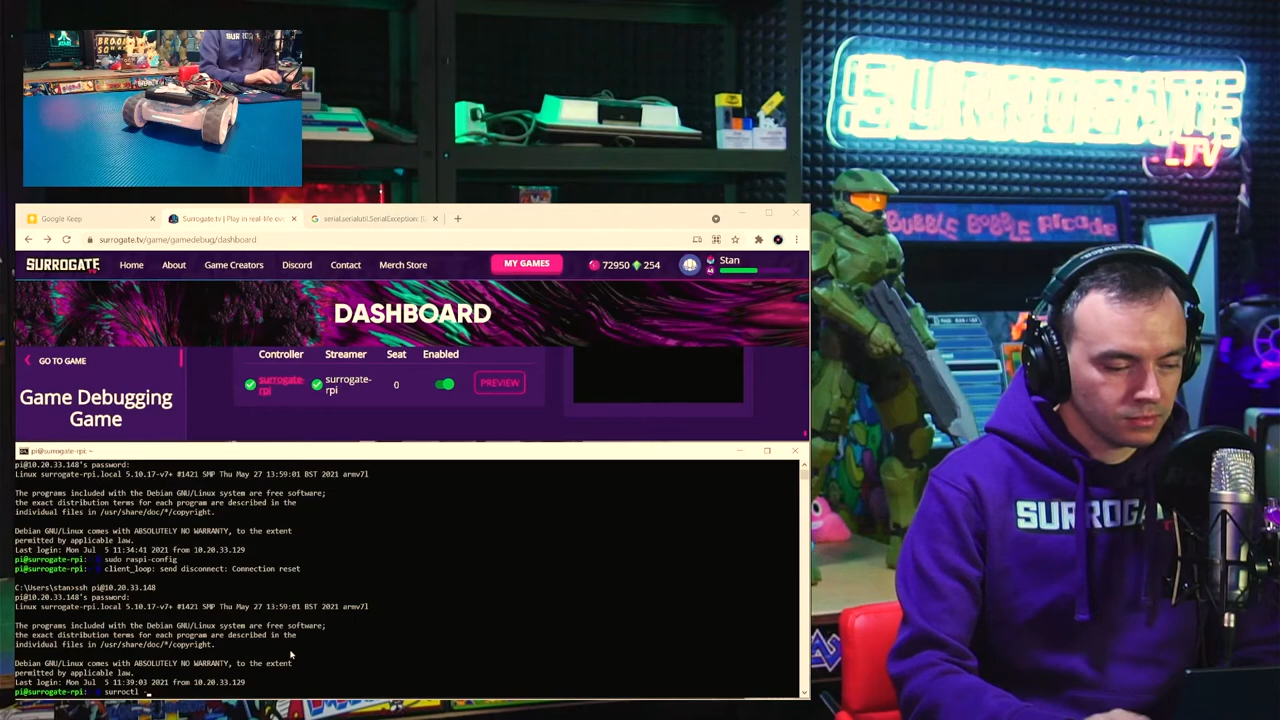 SURROGATE
.TV
BUBBLE BOBBLE Arcade
SURROGA
Google Keep
Surrogate tv | Play in real-life ov
serial.serialutil.SerialException: [
surrogate.tv/game/gamedebug/dashboard
SURROGATE
Home
About
Game Creators
Discord
Contact
Merch Store
MY GAMES
72950
254
Stan
DASHBOARD
GO TO GAME
Game Debugging
Game
Controller
Streamer
Seat
Enabled
surrogate-
rpi
surrogate-
rpi
0
PREVIEW
pi@surrogate-rpi: ~
pi@10.20.33.148's password:
Linux surrogate-rpi.local 5.10.17-v7+ #1421 SMP Thu May 27 13:59:01 BST 2021 armv7l
The programs included with the Debian GNU/Linux system are free software;
the exact distribution terms for each program are described in the
individual files in /usr/share/doc/*/copyright.
Debian GNU/Linux comes with ABSOLUTELY NO WARRANTY, to the extent
permitted by applicable law.
Last login: Mon Jul  5 11:34:41 2021 from 10.20.33.129
pi@surrogate-rpi: sudo raspi-config
pi@surrogate-rpi: client_loop: send disconnect: Connection reset
C:\Users\stan>ssh pi@10.20.33.148
pi@10.20.33.148's password:
Linux surrogate-rpi.local 5.10.17-v7+ #1421 SMP Thu May 27 13:59:01 BST 2021 armv7l
The programs included with the Debian GNU/Linux system are free software;
the exact distribution terms for each program are described in the
individual files in /usr/share/doc/*/copyright.
Debian GNU/Linux comes with ABSOLUTELY NO WARRANTY, to the extent
permitted by applicable law.
Last login: Mon Jul  5 11:39:03 2021 from 10.20.33.129
pi@surrogate-rpi: surroctl -